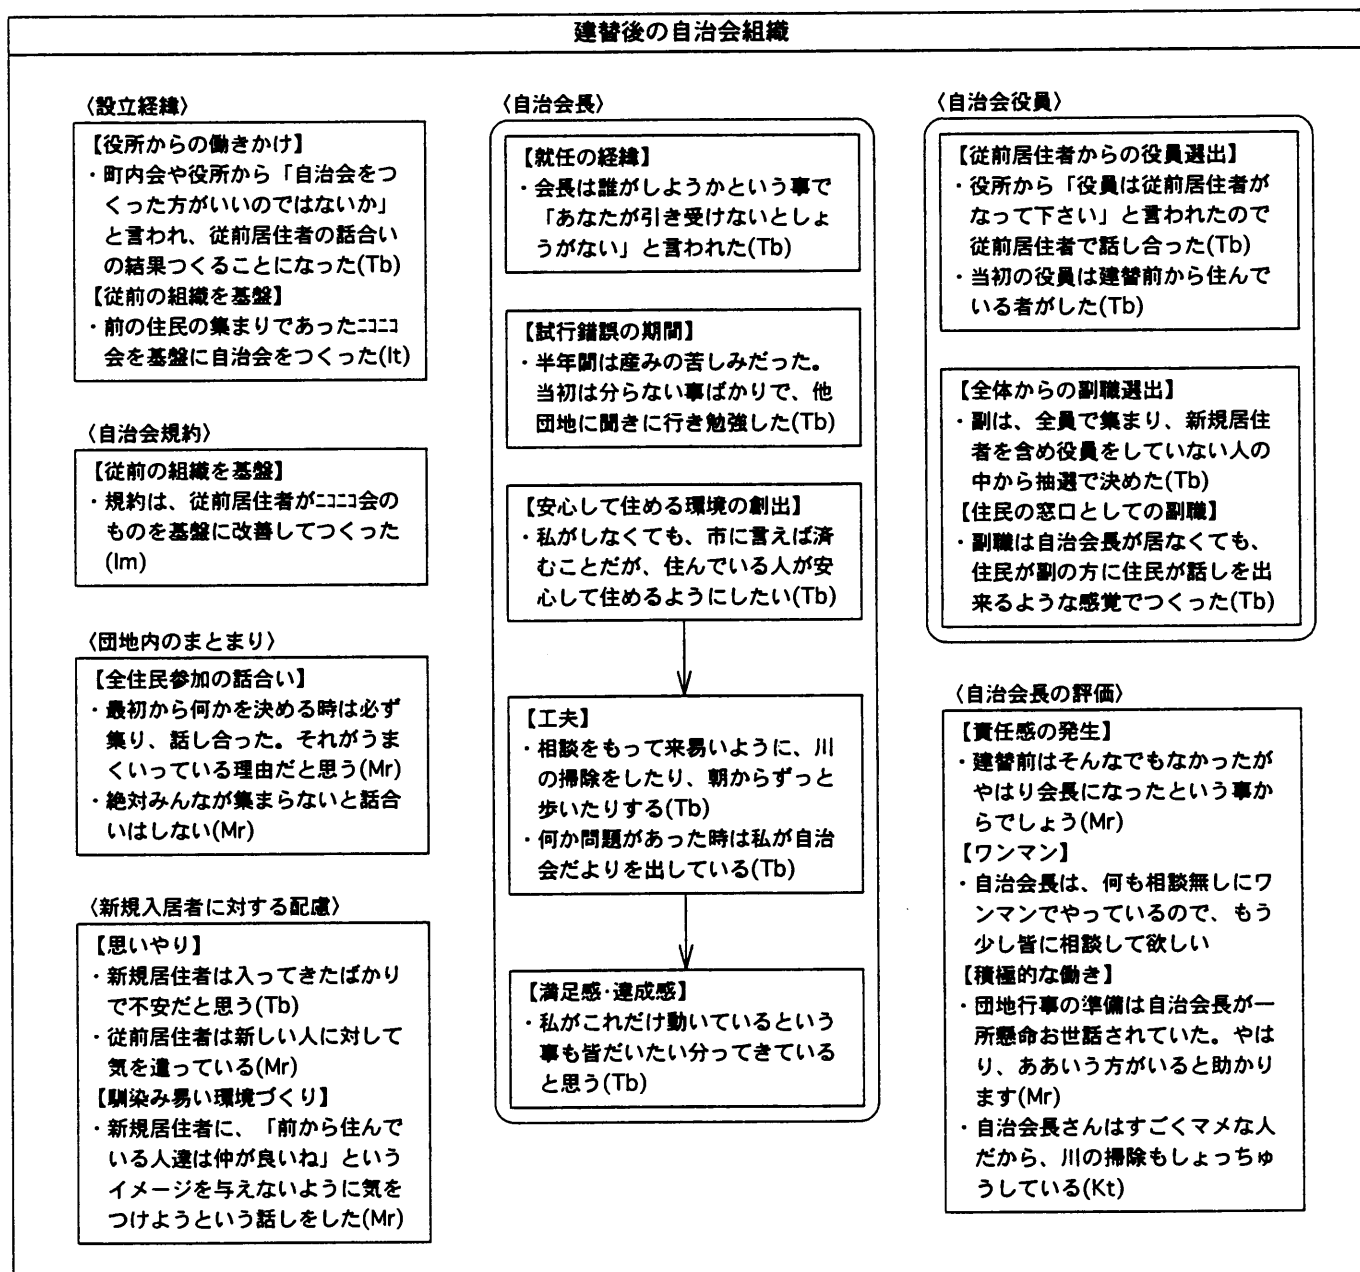 建替後の自治会組織
〈設立経緯〉
【役所からの働きかけ】
・町内会や役所から「自治会をつ
くった方がいいのではないか」
と言われ、従前居住者の話合い
の結果つくることになった(Tb)
【従前の組織を基盤】
・前の住民の集まりであったﾆｺﾆｺ
会を基盤に自治会をつくった(It)
〈自治会規約〉
【従前の組織を基盤】
・規約は、従前居住者がﾆｺﾆｺ会の
ものを基盤に改善してつくった
(Im)
〈団地内のまとまり〉
【全住民参加の話合い】
・最初から何かを決める時は必ず
集り、話し合った。それがうま
くいっている理由だと思う(Mr)
・絶対みんなが集まらないと話合
いはしない(Mr)
〈新規入居者に対する配慮〉
【思いやり】
・新規居住者は入ってきたばかり
で不安だと思う(Tb)
・従前居住者は新しい人に対して
気を遣っている(Mr)
【馴染み易い環境づくり】
・新規居住者に、「前から住んで
いる人達は仲が良いね」という
イメージを与えないように気を
つけようという話しをした(Mr)
〈自治会長〉
【就任の経緯】
・会長は誰がしようかという事で
「あなたが引き受けないとしょ
うがない」と言われた(Tb)
【試行錯誤の期間】
・半年間は産みの苦しみだった。
当初は分らない事ばかりで、他
団地に聞きに行き勉強した(Tb)
【安心して住める環境の創出】
・私がしなくても、市に言えば済
むことだが、住んでいる人が安
心して住めるようにしたい(Tb)
【工夫】
・相談をもって来易いように、川
の掃除をしたり、朝からずっと
歩いたりする(Tb)
・何か問題があった時は私が自治
会だよりを出している(Tb)
【満足感･達成感】
・私がこれだけ動いているという
事も皆だいたい分ってきている
と思う(Tb)
〈自治会役員〉
【従前居住者からの役員選出】
・役所から「役員は従前居住者が
なって下さい」と言われたので
従前居住者で話し合った(Tb)
・当初の役員は建替前から住んで
いる者がした(Tb)
【全体からの副職選出】
・副は、全員で集まり、新規居住
者を含め役員をしていない人の
中から抽選で決めた(Tb)
【住民の窓口としての副職】
・副職は自治会長が居なくても、
住民が副の方に住民が話しを出
来るような感覚でつくった(Tb)
〈自治会長の評価〉
【責任感の発生】
・建替前はそんなでもなかったが
やはり会長になったという事か
らでしょう(Mr)
【ワンマン】
・自治会長は、何も相談無しにワ
ンマンでやっているので、もう
少し皆に相談して欲しい
【積極的な働き】
・団地行事の準備は自治会長が一
所懸命お世話されていた。やは
り、ああいう方がいると助かり
ます(Mr)
・自治会長さんはすごくマメな人
だから、川の掃除もしょっちゅ
うしている(Kt)